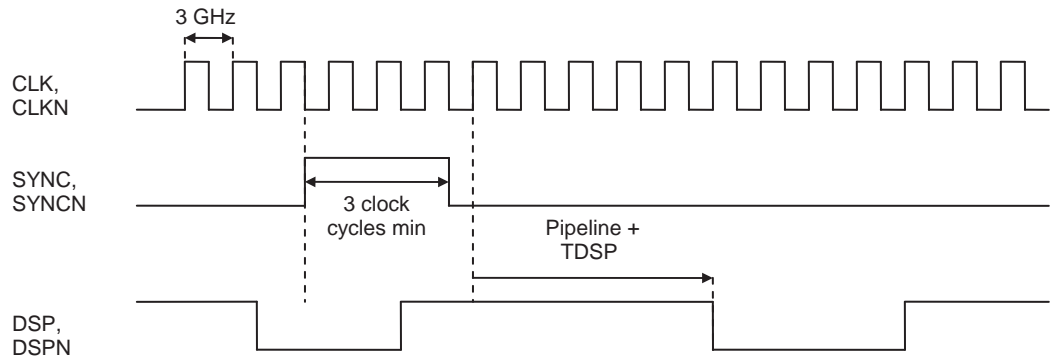 3 GHz
CLK,
CLKN
SYNC,
SYNCN
3 clock
cycles min
Pipeline +
TDSP
DSP,
DSPN